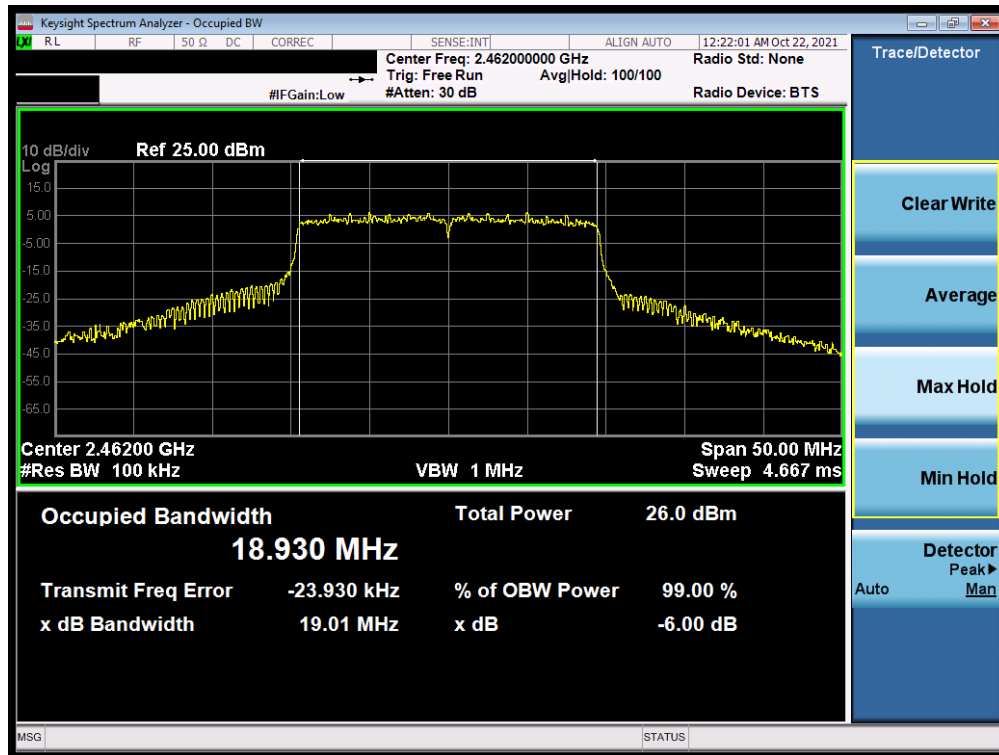 Keysight Spectrum Analyzer - Occupied BW
LXI RL RF 50 Ω DC CORREC SENSE:INT ALIGN AUTO 12:22:01 AM Oct 22, 2021
Center Freq: 2.462000000 GHz Radio Std: None
Trig: Free Run Avg|Hold: 100/100
#IFGain:Low #Atten: 30 dB Radio Device: BTS
Trace/Detector
10 dB/div Ref 25.00 dBm
Log
15.0
5.00
-5.00
-15.0
-25.0
-35.0
-45.0
-55.0
-65.0
Center 2.46200 GHz Span 50.00 MHz
#Res BW 100 kHz VBW 1 MHz Sweep 4.667 ms
Occupied Bandwidth Total Power 26.0 dBm
18.930 MHz
Transmit Freq Error -23.930 kHz % of OBW Power 99.00 %
x dB Bandwidth 19.01 MHz x dB -6.00 dB
Clear Write
Average
Max Hold
Min Hold
Detector
Peak▶
Auto Man
MSG STATUS